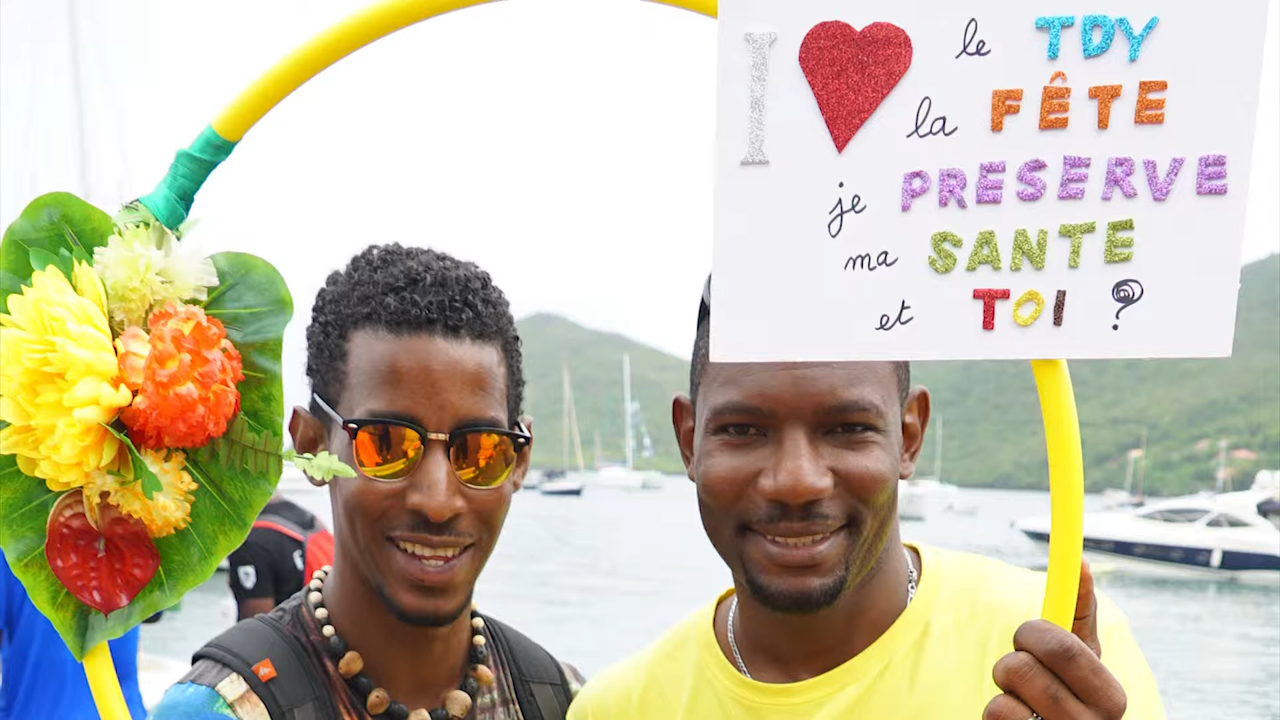 I ♥ le TDY
la FÊTE
je PRESERVE
ma SANTE
et TOI ?